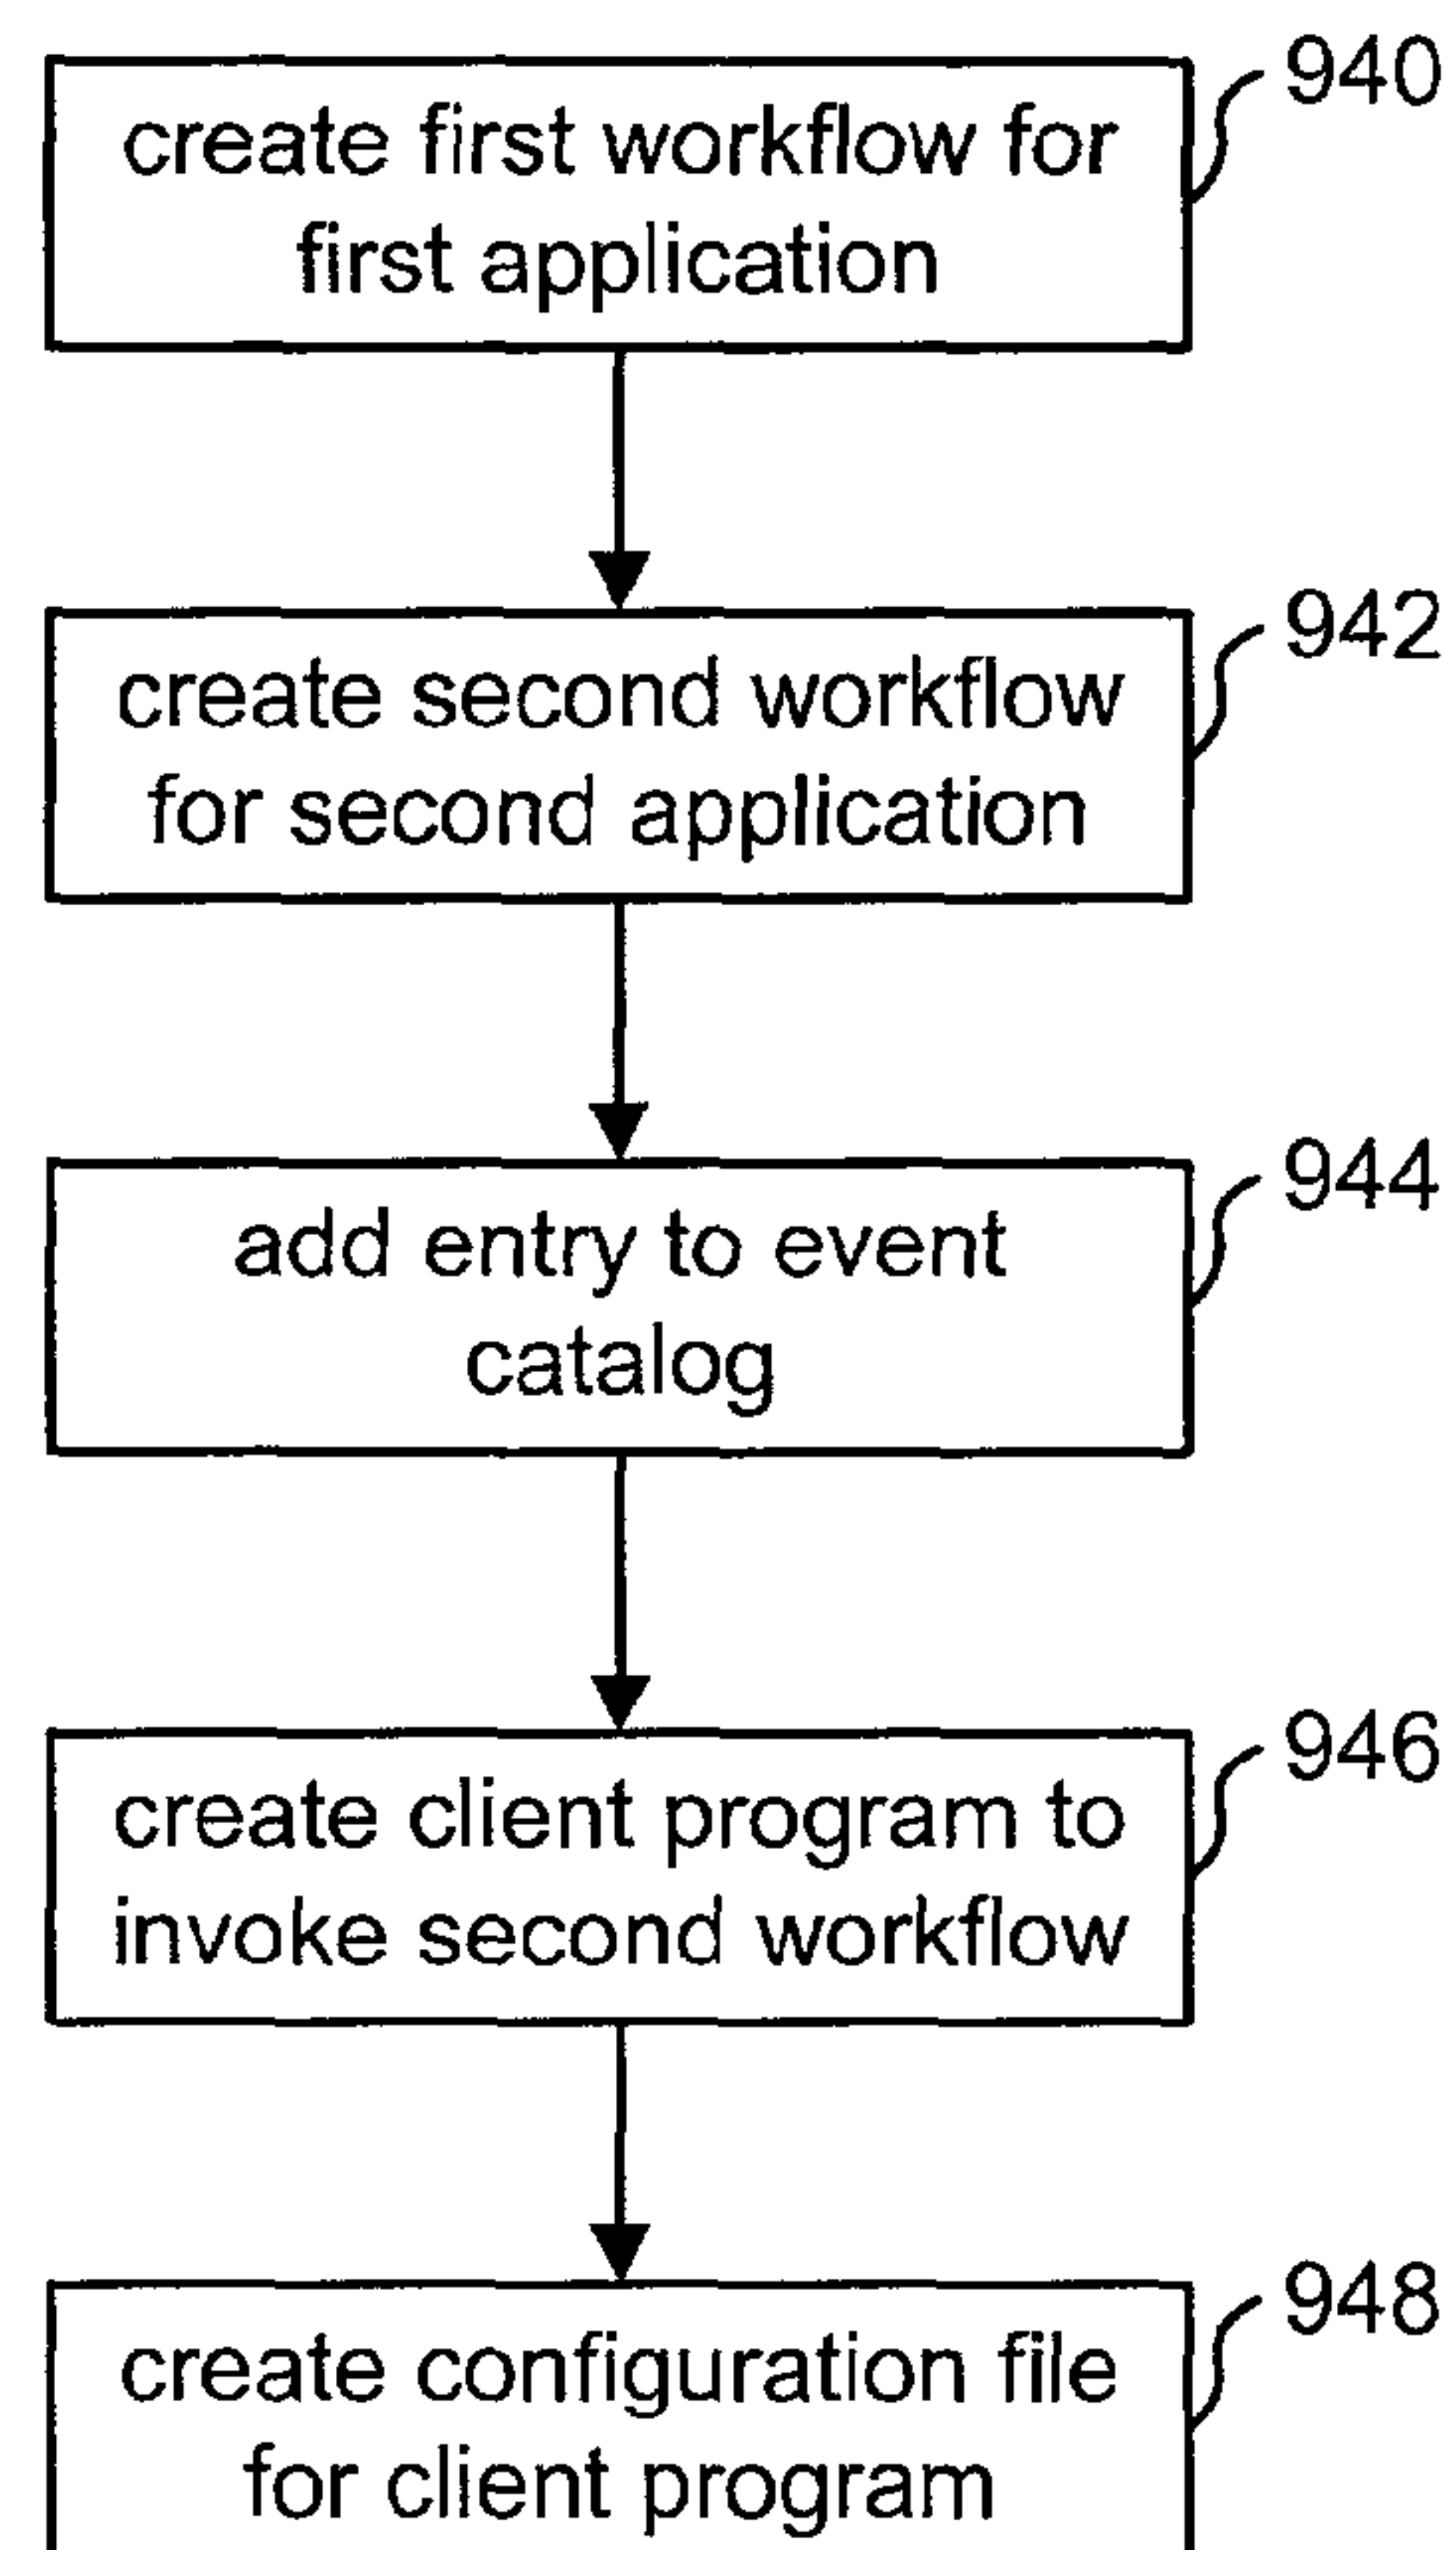 940
create first workflow for
first application
942
create second workflow
for second application
944
add entry to event
catalog
946
create client program to
invoke second workflow
948
create configuration file
for client program